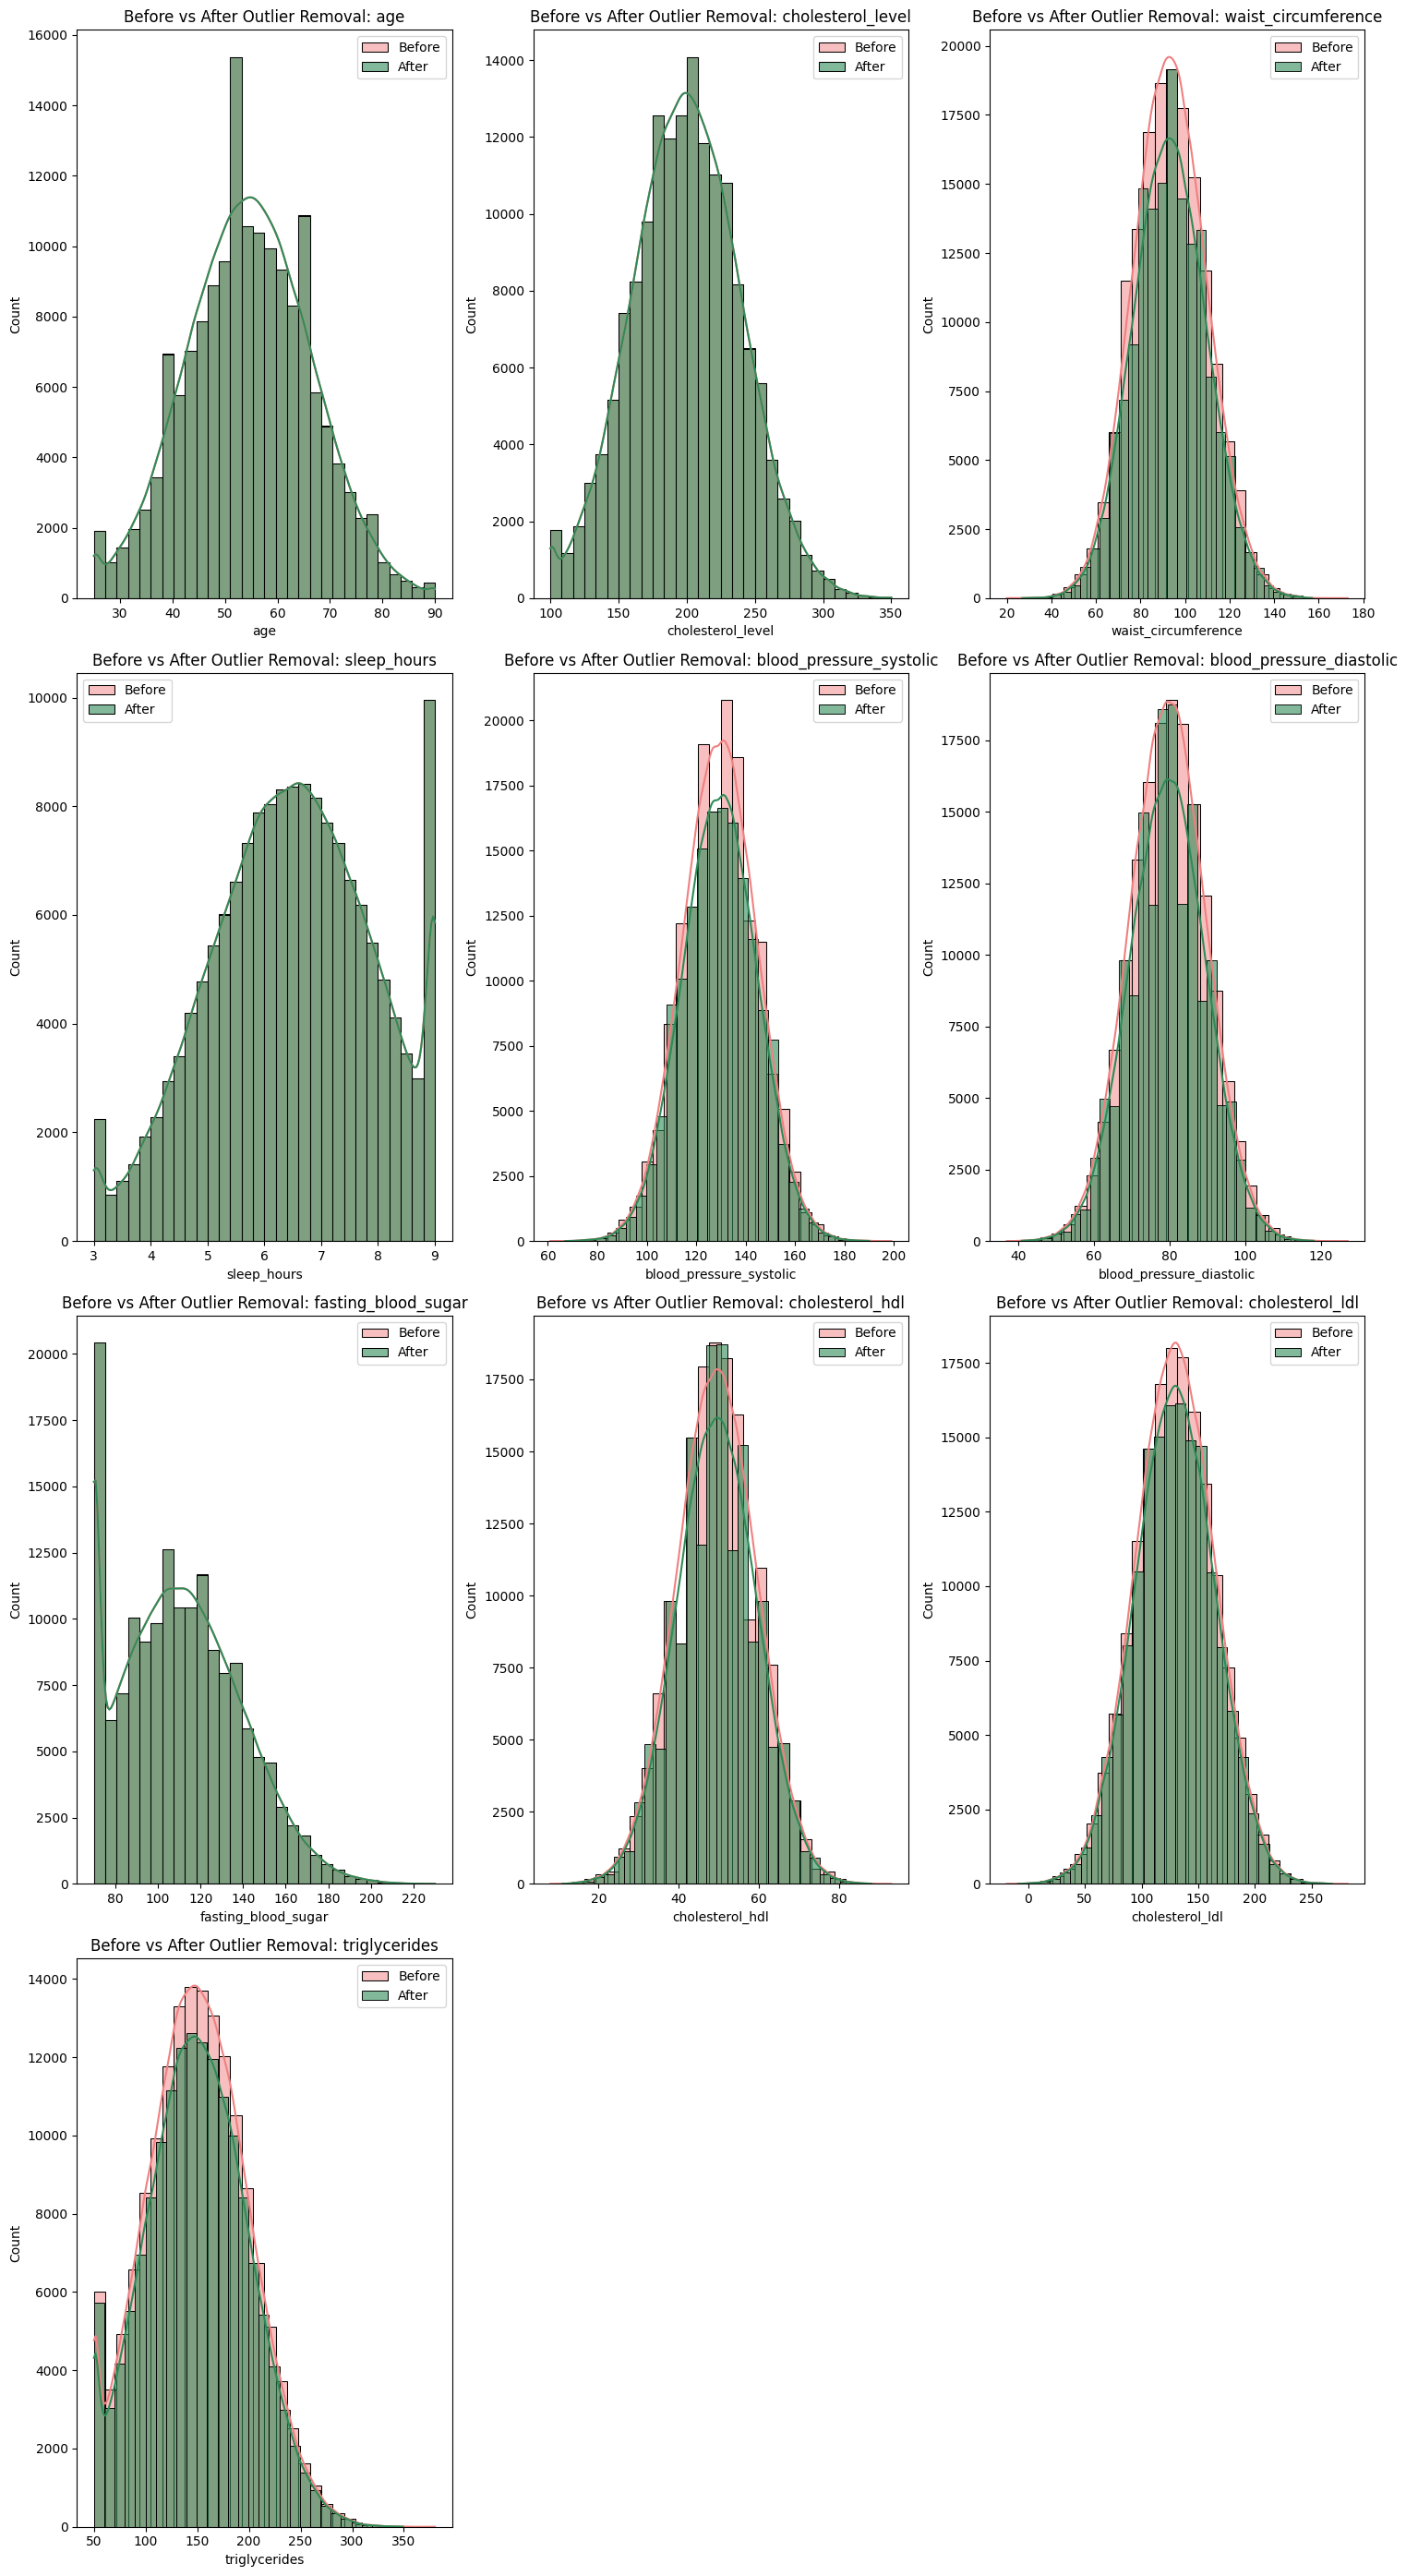 Before vs After Outlier Removal: age
Before
After
16000
14000
12000
10000
8000
6000
4000
2000
0
Count
30 40 50 60 70 80 90
age
Before vs After Outlier Removal: cholesterol_level
Before
After
14000
12000
10000
8000
6000
4000
2000
0
Count
100 150 200 250 300 350
cholesterol_level
Before vs After Outlier Removal: waist_circumference
Before
After
20000
17500
15000
12500
10000
7500
5000
2500
0
Count
20 40 60 80 100 120 140 160 180
waist_circumference
Before vs After Outlier Removal: sleep_hours
Before
After
10000
8000
6000
4000
2000
0
Count
3 4 5 6 7 8 9
sleep_hours
Before vs After Outlier Removal: blood_pressure_systolic
Before
After
20000
17500
15000
12500
10000
7500
5000
2500
0
Count
60 80 100 120 140 160 180 200
blood_pressure_systolic
Before vs After Outlier Removal: blood_pressure_diastolic
Before
After
17500
15000
12500
10000
7500
5000
2500
0
Count
40 60 80 100 120
blood_pressure_diastolic
Before vs After Outlier Removal: fasting_blood_sugar
Before
After
20000
17500
15000
12500
10000
7500
5000
2500
0
Count
80 100 120 140 160 180 200 220
fasting_blood_sugar
Before vs After Outlier Removal: cholesterol_hdl
Before
After
17500
15000
12500
10000
7500
5000
2500
0
Count
20 40 60 80
cholesterol_hdl
Before vs After Outlier Removal: cholesterol_ldl
Before
After
17500
15000
12500
10000
7500
5000
2500
0
Count
0 50 100 150 200 250
cholesterol_ldl
Before vs After Outlier Removal: triglycerides
Before
After
14000
12000
10000
8000
6000
4000
2000
0
Count
50 100 150 200 250 300 350
triglycerides